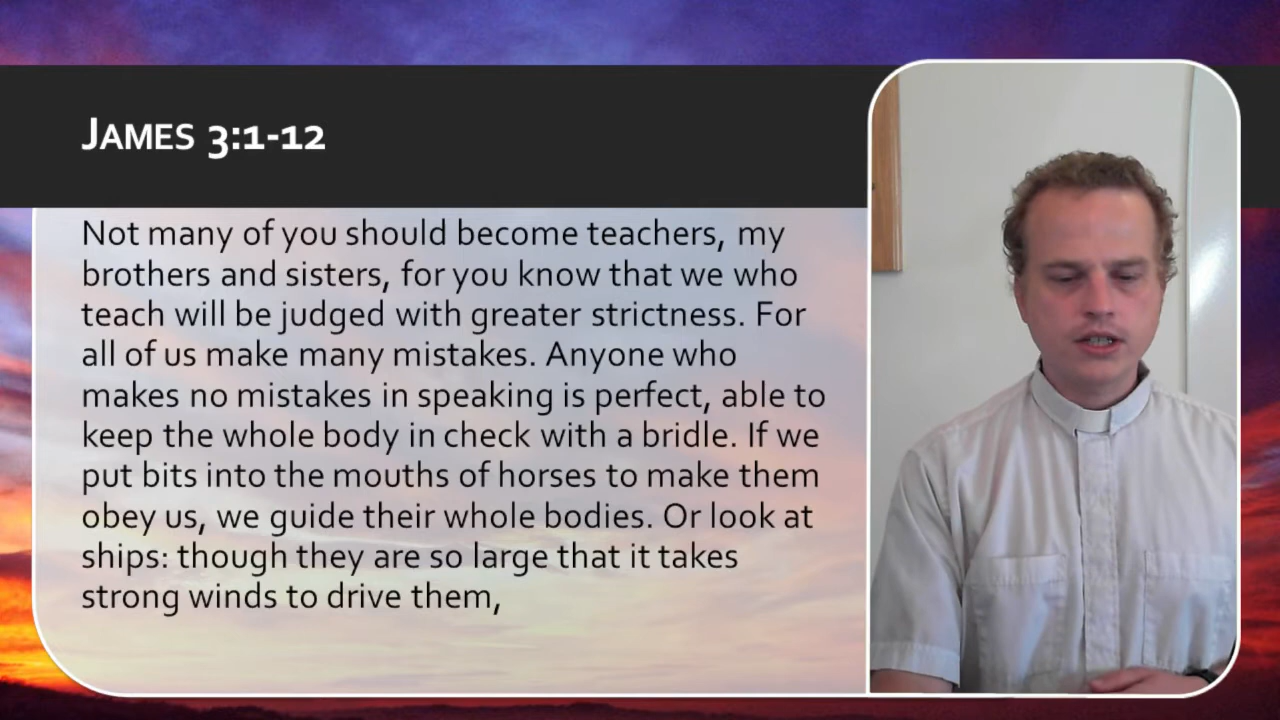 James 3:1-12
Not many of you should become teachers, my
brothers and sisters, for you know that we who
teach will be judged with greater strictness. For
all of us make many mistakes. Anyone who
makes no mistakes in speaking is perfect, able to
keep the whole body in check with a bridle. If we
put bits into the mouths of horses to make them
obey us, we guide their whole bodies. Or look at
ships: though they are so large that it takes
strong winds to drive them,